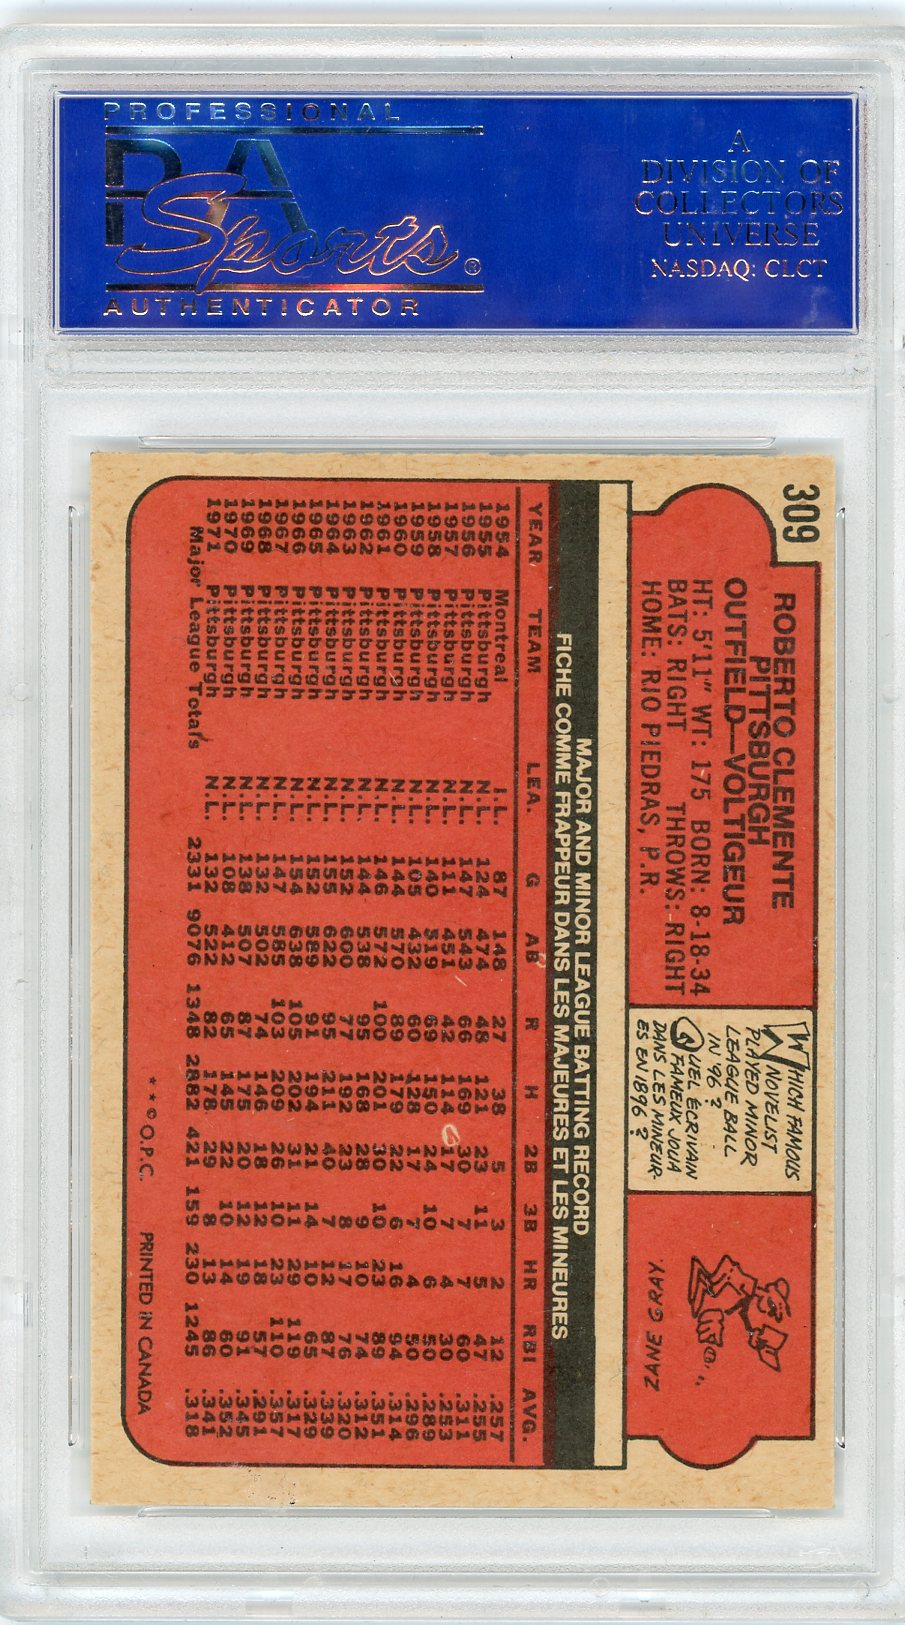 PROFESSIONAL
PSA
Sports®
AUTHENTICATOR
A
DIVISION OF
COLLECTORS
UNIVERSE
NASDAQ: CLCT
309
ROBERTO CLEMENTE
PITTSBURGH
OUTFIELD—VOLTIGEUR
HT: 5'11" WT: 175 BORN: 8-18-34
BATS: RIGHT THROWS: RIGHT
HOME: RIO PIEDRAS, P.R.
WHICH FAMOUS
NOVELIST
PLAYED MINOR
LEAGUE BALL
IN '96?
QUEL ÉCRIVAIN
FAMEUX JOUA
DANS LES MINEUR-
ES EN 1896?
ZANE GRAY
MAJOR AND MINOR LEAGUE BATTING RECORD
FICHE COMME FRAPPEUR DANS LES MAJEURES ET LES MINEURES
YEAR TEAM LEA. G AB R H 2B 3B HR RBI AVG.
1954 Montreal I.L. 87 148 27 38 5 3 2 12 .257
1955 Pittsburgh N.L. 124 474 48 121 23 11 5 47 .255
1956 Pittsburgh N.L. 147 543 66 169 30 7 7 60 .311
1957 Pittsburgh N.L. 111 451 42 114 17 7 4 30 .253
1958 Pittsburgh N.L. 140 519 69 150 24 10 6 50 .289
1959 Pittsburgh N.L. 105 432 60 128 17 7 4 50 .296
1960 Pittsburgh N.L. 144 570 89 179 22 6 16 94 .314
1961 Pittsburgh N.L. 146 572 100 201 30 10 23 89 .351
1962 Pittsburgh N.L. 144 538 95 168 28 9 10 74 .312
1963 Pittsburgh N.L. 152 600 77 192 23 8 17 76 .320
1964 Pittsburgh N.L. 155 622 95 211 40 7 12 87 .339
1965 Pittsburgh N.L. 152 589 91 194 21 14 10 65 .329
1966 Pittsburgh N.L. 154 638 105 202 31 11 29 119 .317
1967 Pittsburgh N.L. 147 585 103 209 26 10 23 110 .357
1968 Pittsburgh N.L. 132 502 74 146 18 12 18 57 .291
1969 Pittsburgh N.L. 138 507 87 175 20 12 19 91 .345
1970 Pittsburgh N.L. 108 412 65 145 22 10 14 60 .352
1971 Pittsburgh N.L. 132 522 82 178 29 8 13 86 .341
Major League Totals 2331 9076 1348 2882 421 159 230 1245 .318
**©O.P.C. PRINTED IN CANADA